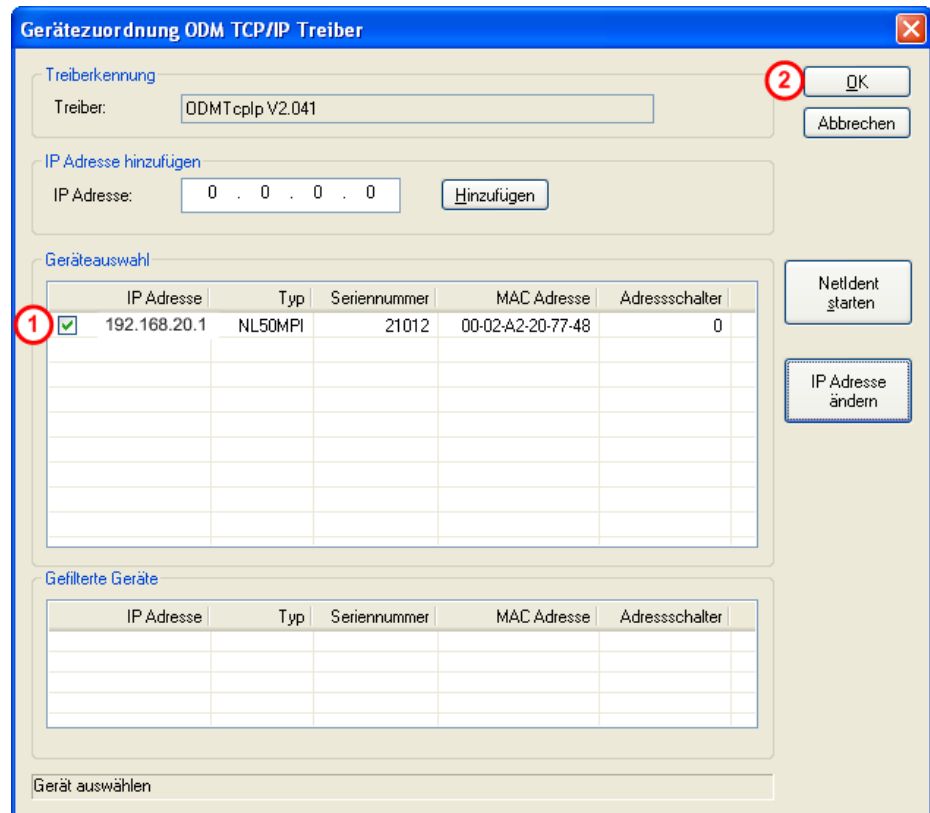 Gerätezuordnung ODM TCP/IP Treiber
Treiberkennung
Treiber: ODMTcpIp V2.041
2 OK
Abbrechen
IP Adresse hinzufügen
IP Adresse: 0 . 0 . 0 . 0 Hinzufügen
Geräteauswahl
IP Adresse Typ Seriennummer MAC Adresse Adressschalter
1 192.168.20.1 NL50MPI 21012 00-02-A2-20-77-48 0
NetIdent
starten
IP Adresse
ändern
Gefilterte Geräte
IP Adresse Typ Seriennummer MAC Adresse Adressschalter
Gerät auswählen